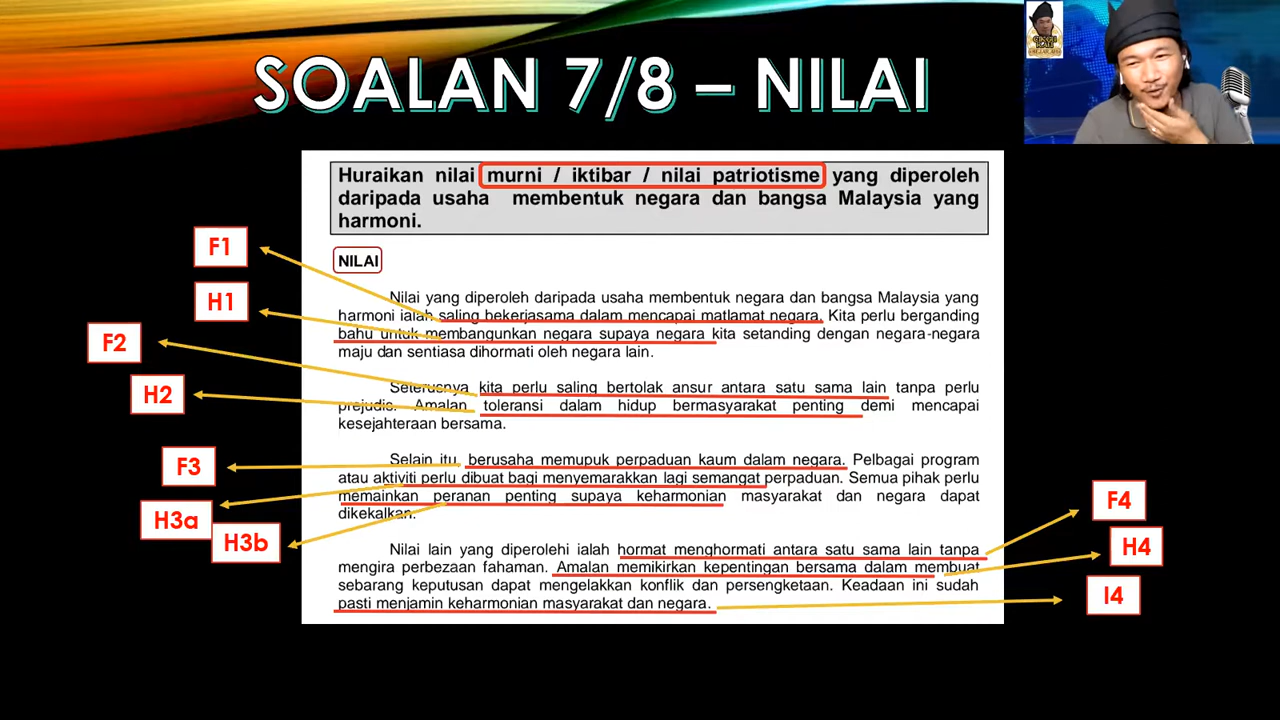 SOALAN 7/8 – NILAI
Huraikan nilai murni / iktibar / nilai patriotisme yang diperoleh
daripada usaha membentuk negara dan bangsa Malaysia yang
harmoni.
NILAI
Nilai yang diperoleh daripada usaha membentuk negara dan bangsa Malaysia yang
harmoni ialah saling bekerjasama dalam mencapai matlamat negara. Kita perlu berganding
bahu untuk membangunkan negara supaya negara kita setanding dengan negara-negara
maju dan sentiasa dihormati oleh negara lain.
Seterusnya kita perlu saling bertolak ansur antara satu sama lain tanpa perlu
prejudis. Amalan toleransi dalam hidup bermasyarakat penting demi mencapai
kesejahteraan bersama.
Selain itu, berusaha memupuk perpaduan kaum dalam negara. Pelbagai program
atau aktiviti perlu dibuat bagi menyemarakkan lagi semangat perpaduan. Semua pihak perlu
memainkan peranan penting supaya keharmonian masyarakat dan negara dapat
dikekalkan.
Nilai lain yang diperolehi ialah hormat menghormati antara satu sama lain tanpa
mengira perbezaan fahaman. Amalan memikirkan kepentingan bersama dalam membuat
sebarang keputusan dapat mengelakkan konflik dan persengketaan. Keadaan ini sudah
pasti menjamin keharmonian masyarakat dan negara.
F1
H1
F2
H2
F3
H3a
H3b
F4
H4
I4